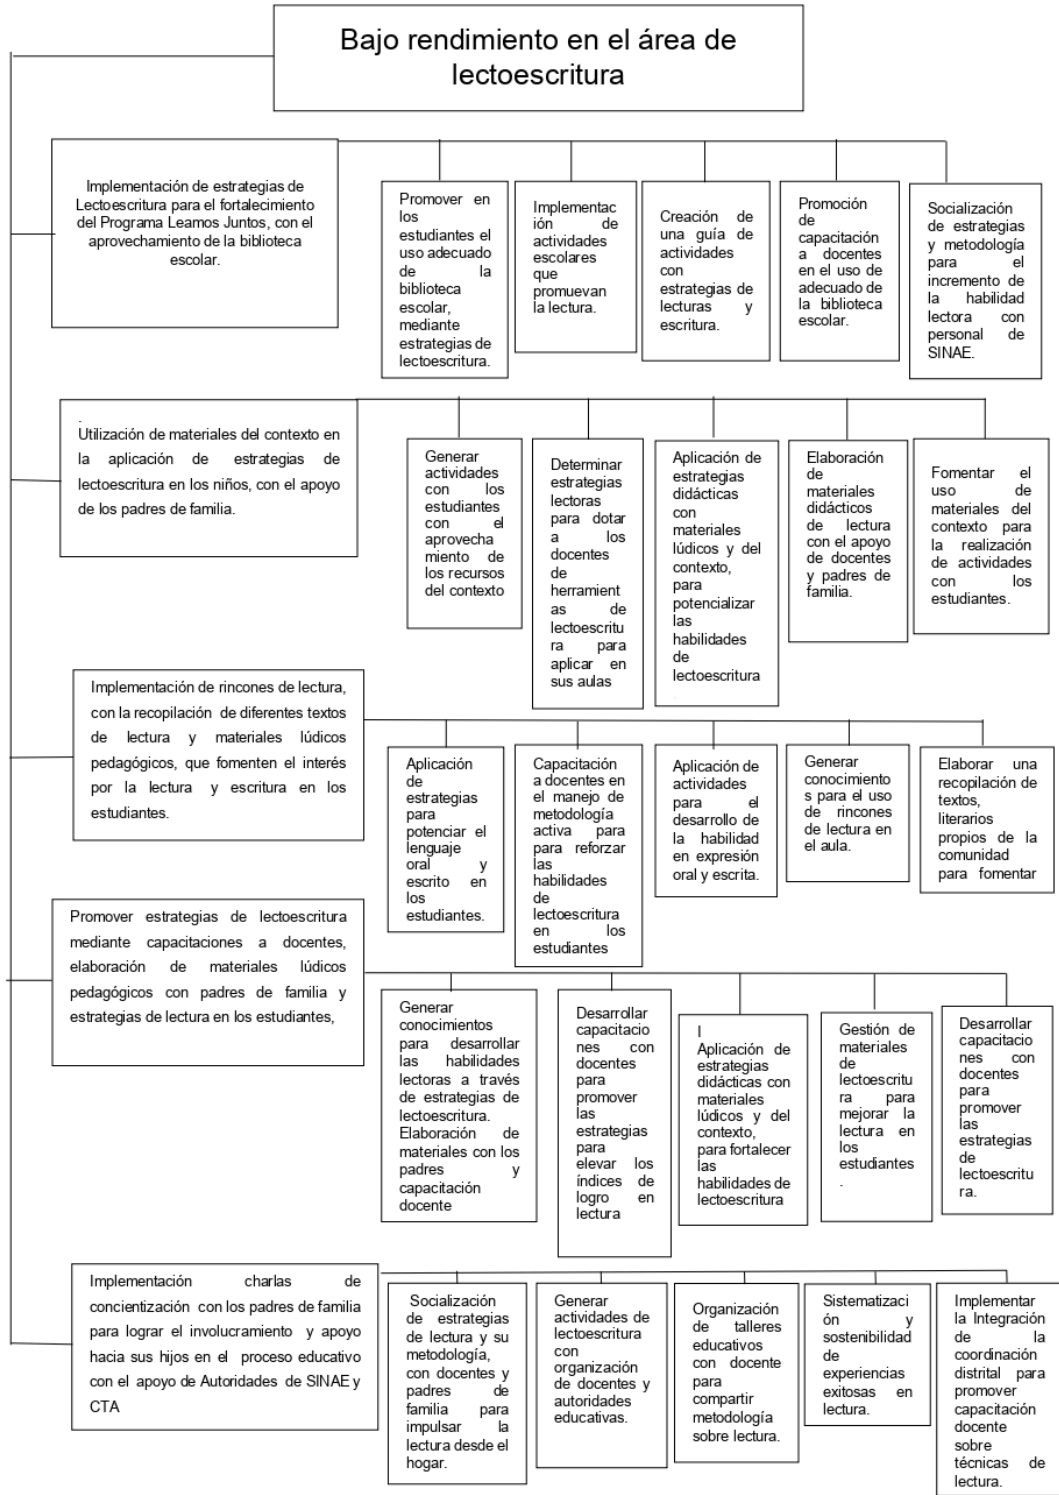 Bajo rendimiento en el área de
lectoescritura
Implementación de estrategias de
Lectoescritura para el fortalecimiento
del Programa Leamos Juntos, con el
aprovechamiento de la biblioteca
escolar.
Promover en
los
estudiantes el
uso adecuado
de la
biblioteca
escolar,
mediante
estrategias de
lectoescritura.
Implementac
ión de
actividades
escolares
que
promuevan
la lectura.
Creación de
una guía de
actividades
con
estrategias de
lecturas y
escritura.
Promoción
de
capacitación
a docentes
en el uso de
adecuado de
la biblioteca
escolar.
Socialización
de estrategias
y metodología
para el
incremento de
la habilidad
lectora con
personal de
SINAE.
.
Utilización de materiales del contexto en
la aplicación de estrategias de
lectoescritura en los niños, con el apoyo
de los padres de familia.
Generar
actividades
con los
estudiantes
con el
aprovecha
miento de
los recursos
del contexto
Determinar
estrategias
lectoras
para dotar
a los
docentes
de
herramient
as de
lectoescritu
ra para
aplicar en
sus aulas
Aplicación de
estrategias
didácticas
con
materiales
lúdicos y del
contexto,
para
potencializar
las
habilidades
de
lectoescritura
.
Elaboración
de
materiales
didácticos
de lectura
con el apoyo
de docentes
y padres de
familia.
Fomentar el
uso de
materiales del
contexto para
la realización
de actividades
con los
estudiantes.
Implementación de rincones de lectura,
con la recopilación de diferentes textos
de lectura y materiales lúdicos
pedagógicos, que fomenten el interés
por la lectura y escritura en los
estudiantes.
Aplicación
de
estrategias
para
potenciar el
lenguaje
oral y
escrito en
los
estudiantes.
Capacitación
a docentes en
el manejo de
metodología
activa para
para reforzar
las
habilidades
de
lectoescritura
en los
estudiantes
Aplicación de
actividades
para el
desarrollo de
la habilidad
en expresión
oral y escrita.
Generar
conocimiento
s para el uso
de rincones
de lectura en
el aula.
Elaborar una
recopilación de
textos,
literarios
propios de la
comunidad
para fomentar
Promover estrategias de lectoescritura
mediante capacitaciones a docentes,
elaboración de materiales lúdicos
pedagógicos con padres de familia y
estrategias de lectura en los estudiantes,
Generar
conocimientos
para desarrollar
las habilidades
lectoras a través
de estrategias de
lectoescritura.
Elaboración de
materiales con los
padres y
capacitación
docente
Desarrollar
capacitacio
nes con
docentes
para
promover
las
estrategias
para
elevar los
índices de
logro en
lectura
I
Aplicación de
estrategias
didácticas con
materiales
lúdicos y del
contexto,
para fortalecer
las
habilidades de
lectoescritura
Gestión de
materiales
de
lectoescritu
ra para
mejorar la
lectura en
los
estudiantes
.
Desarrollar
capacitacio
nes con
docentes
para
promover
las
estrategias
de
lectoescritu
ra.
Implementación charlas de
concientización con los padres de familia
para lograr el involucramiento y apoyo
hacia sus hijos en el proceso educativo
con el apoyo de Autoridades de SINAE y
CTA
Socialización
de estrategias
de lectura y su
metodología,
con docentes y
padres de
familia para
impulsar la
lectura desde el
hogar.
Generar
actividades de
lectoescritura
con
organización
de docentes y
autoridades
educativas.
Organización
de talleres
educativos
con docente
para
compartir
metodología
sobre lectura.
Sistematizaci
ón y
sostenibilidad
de
experiencias
exitosas en
lectura.
Implementar
la Integración
de la
coordinación
distrital para
promover
capacitación
docente
sobre
técnicas de
lectura.